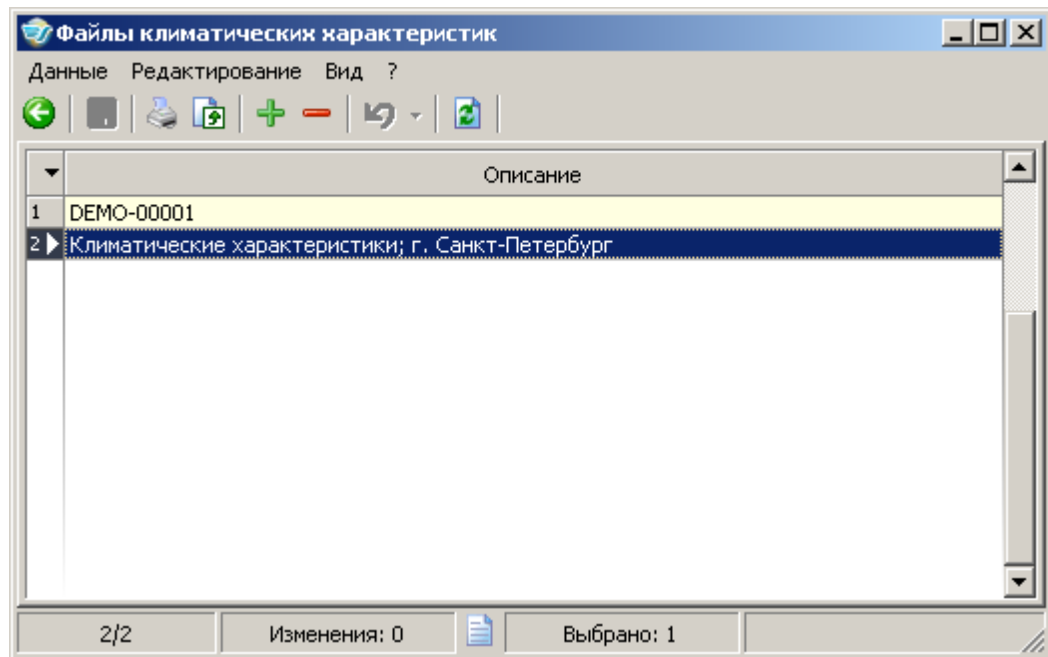 Файлы климатических характеристик
Данные Редактирование Вид ?
Описание
1 DEMO-00001
2 Климатические характеристики; г. Санкт-Петербург
2/2 Изменения: 0 Выбрано: 1